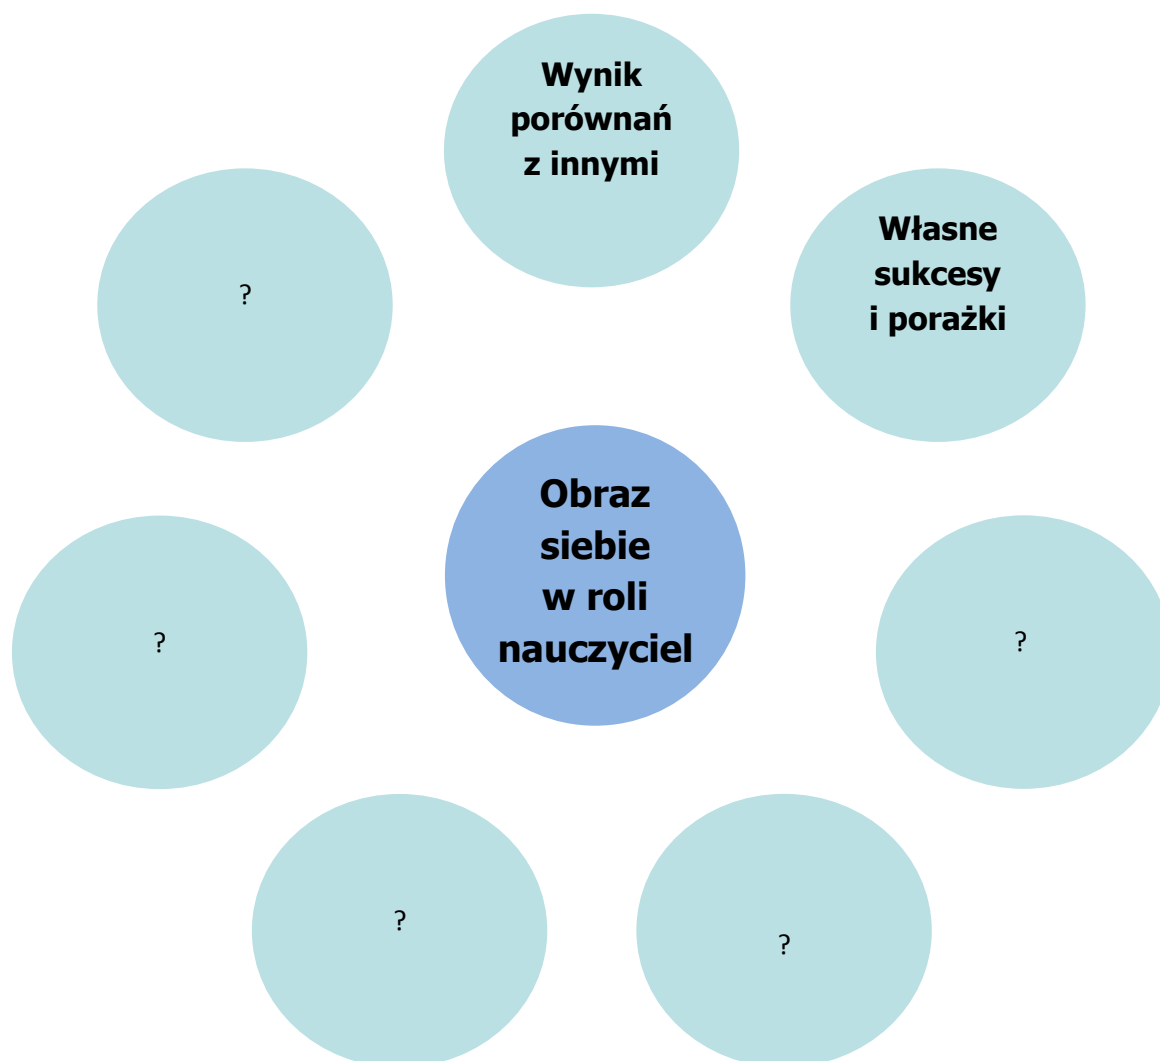 Wynik
porównań
z innymi
Własne
sukcesy
i porażki
?
Obraz
siebie
w roli
nauczyciel
?
?
?
?